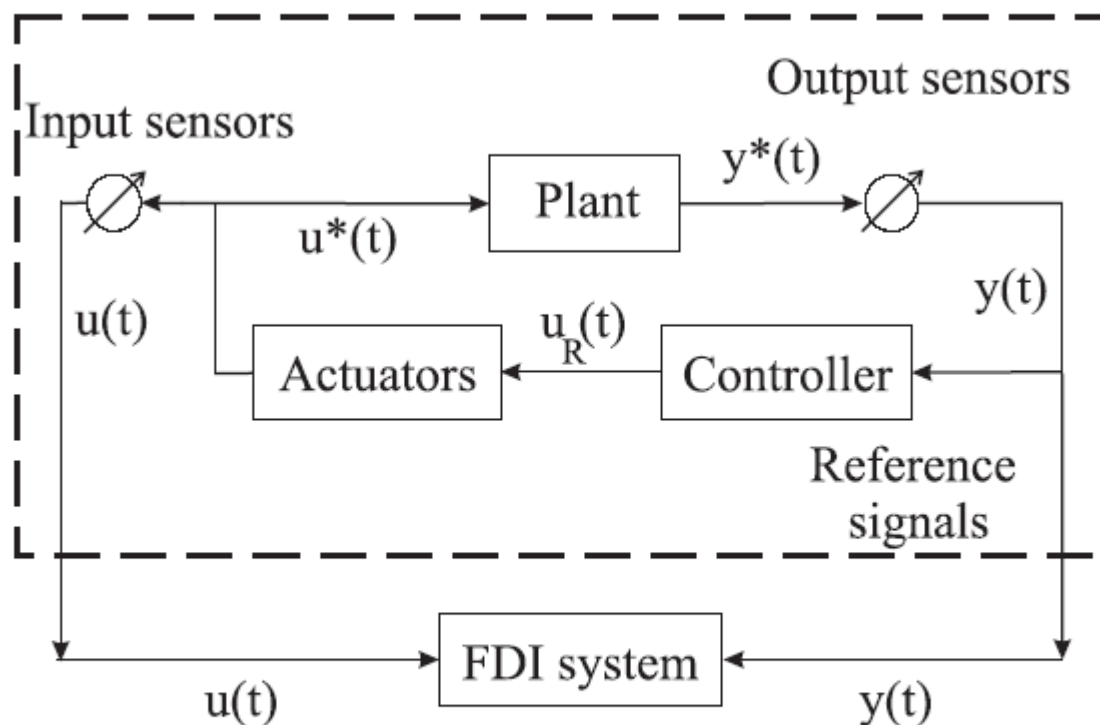 Output sensors
Input sensors
y*(t)
Plant
u*(t)
u(t)
y(t)
u_R(t)
Actuators
Controller
Reference
signals
FDI system
u(t)
y(t)